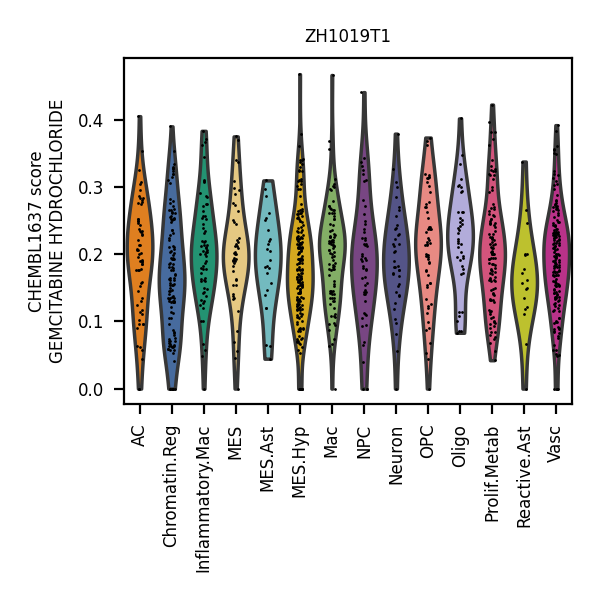 ZH1019T1
CHEMBL1637 score
GEMCITABINE HYDROCHLORIDE
0.4
0.3
0.2
0.1
0.0
AC
Chromatin.Reg
Inflammatory.Mac
MES
MES.Ast
MES.Hyp
Mac
NPC
Neuron
OPC
Oligo
Prolif.Metab
Reactive.Ast
Vasc